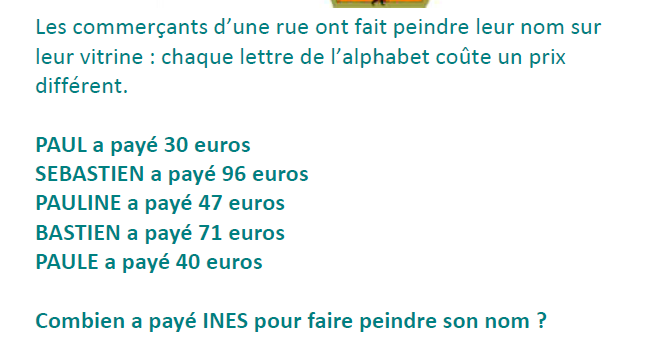 Les commerçants d’une rue ont fait peindre leur nom sur
leur vitrine : chaque lettre de l’alphabet coûte un prix
différent.
PAUL a payé 30 euros
SEBASTIEN a payé 96 euros
PAULINE a payé 47 euros
BASTIEN a payé 71 euros
PAULE a payé 40 euros
Combien a payé INES pour faire peindre son nom ?